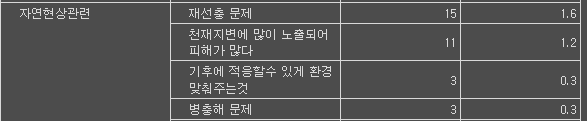 자연현상관련 재선충 문제 15 1.6
천재지변에 많이 노출되어
피해가 많다 11 1.2
기후에 적응할수 있게 환경
맞춰주는것 3 0.3
병충해 문제 3 0.3